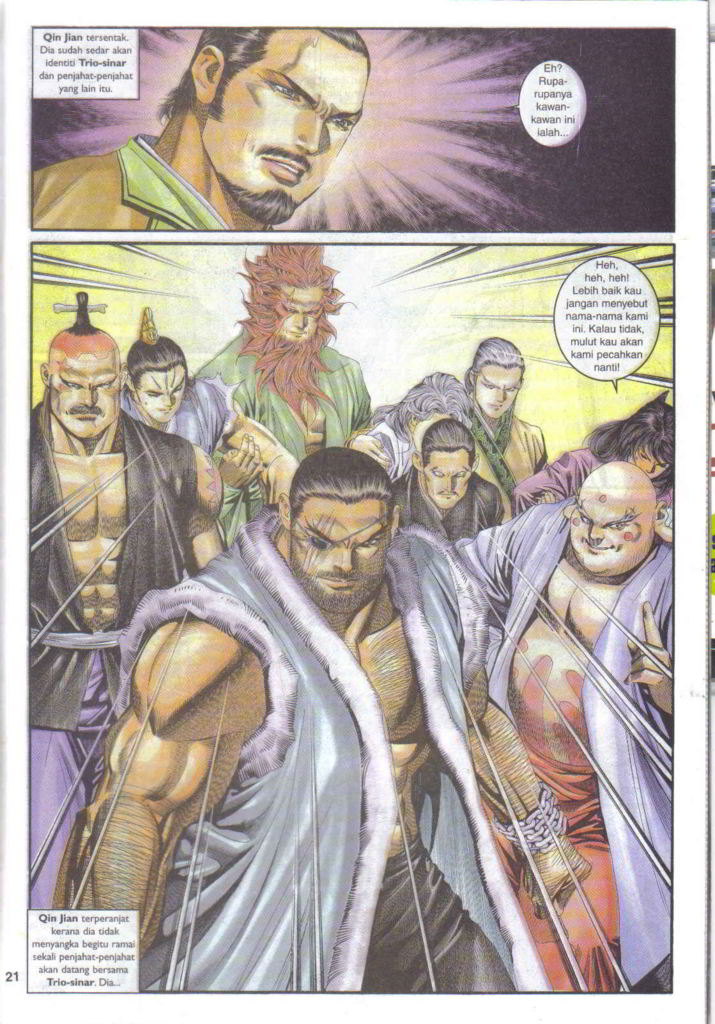 Qin Jian tersentak.
Dia sudah sedar akan
identiti Trio-sinar
dan penjahat-penjahat
yang lain itu.
Eh?
Rupa-
rupanya
kawan-
kawan ini
ialah...
Heh,
heh, heh!
Lebih baik kau
jangan menyebut
nama-nama kami
ini. Kalau tidak,
mulut kau akan
kami pecahkan
nanti!
Qin Jian terperanjat
kerana dia tidak
menyangka begitu ramai
sekali penjahat-penjahat
akan datang bersama
Trio-sinar. Dia...
21